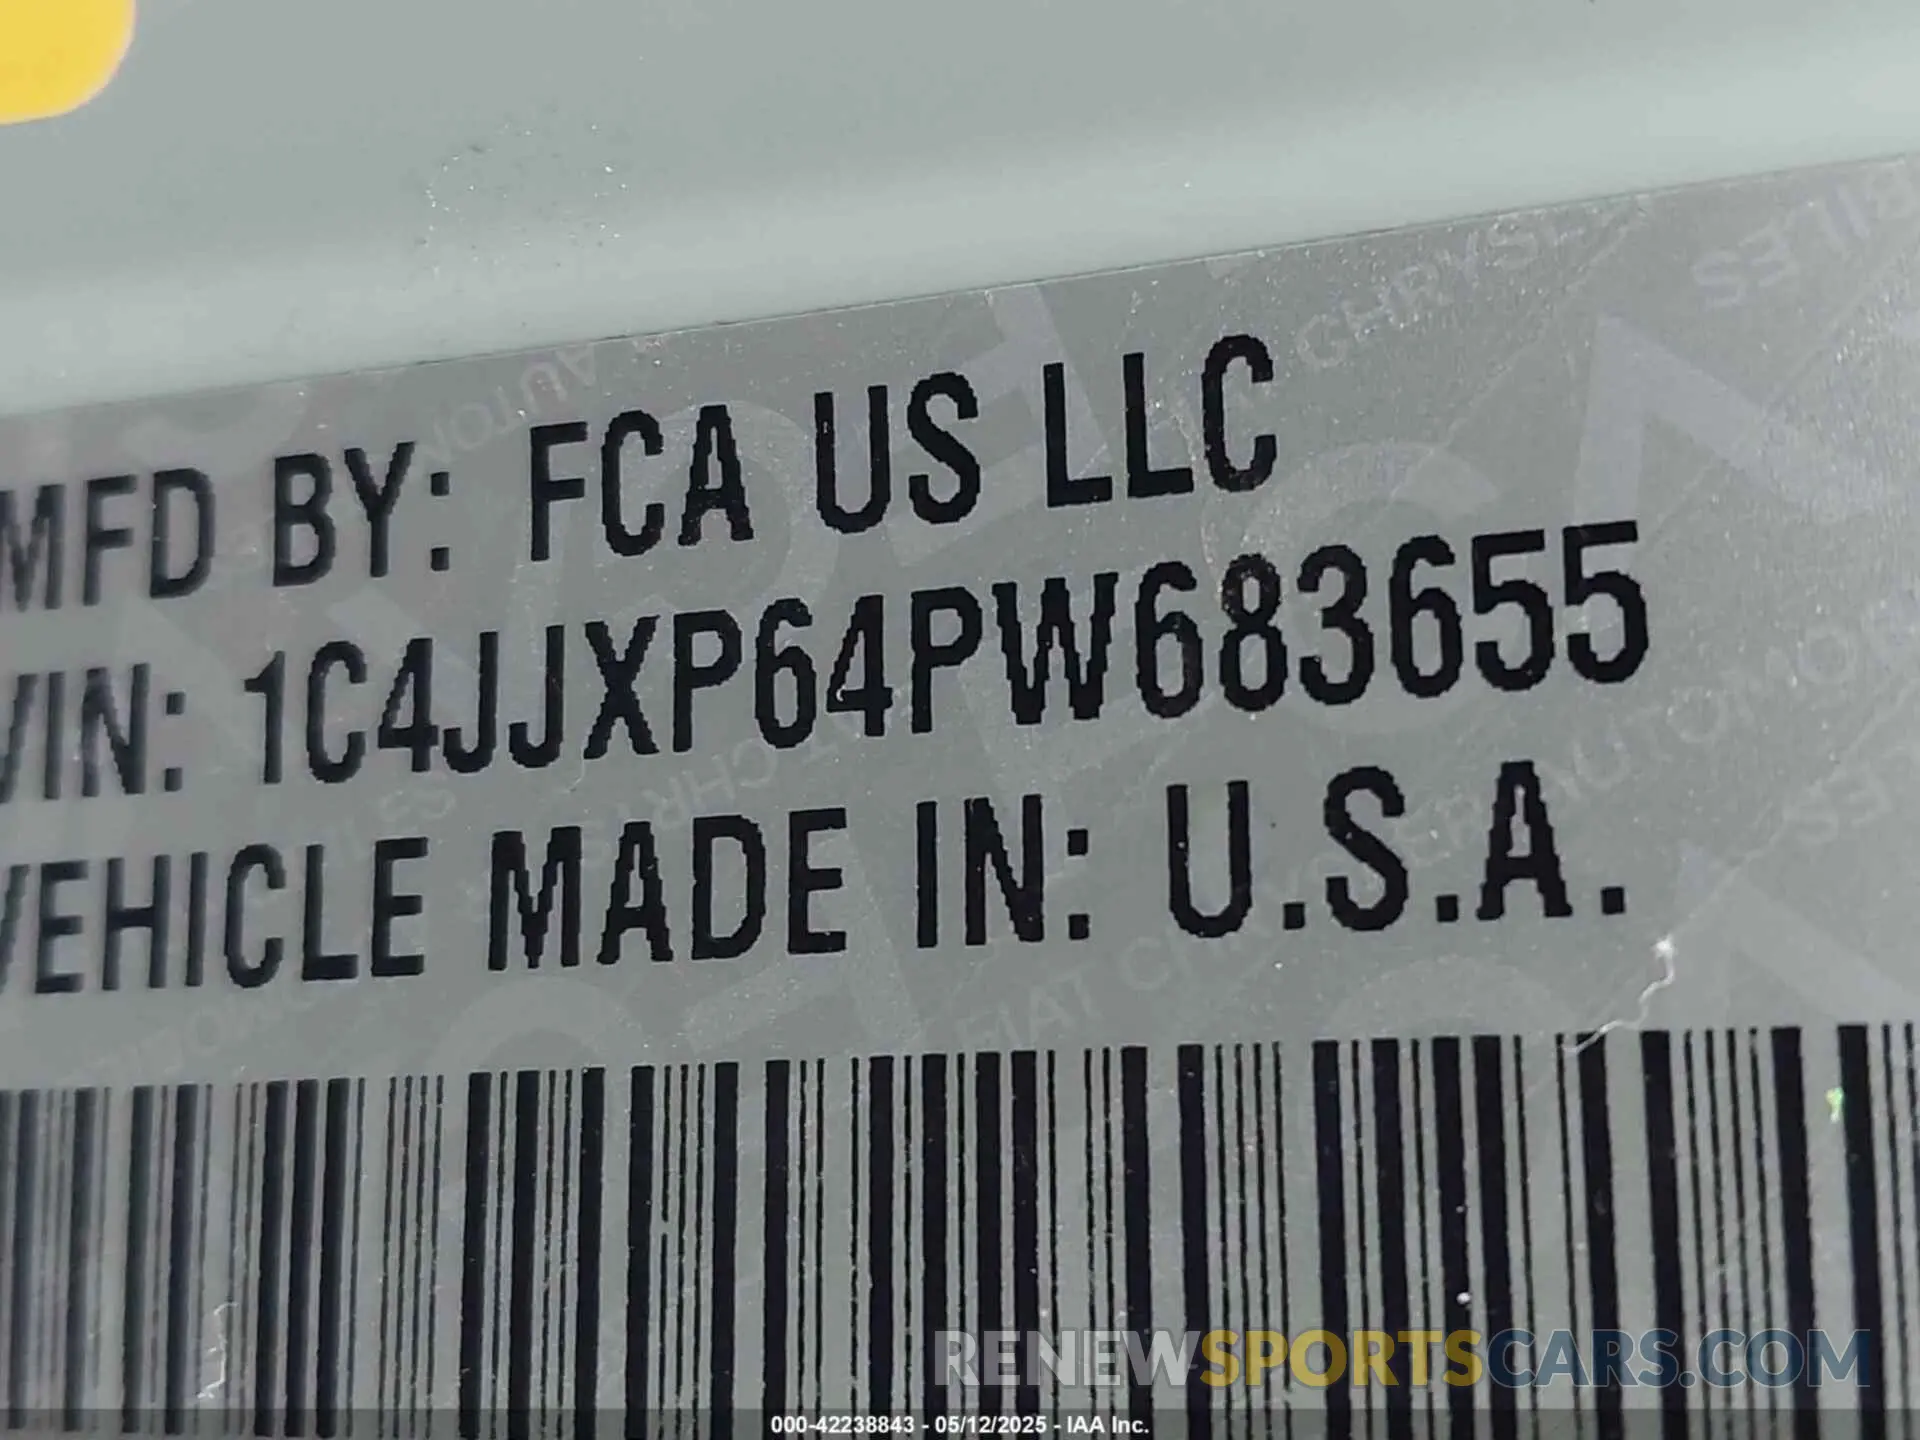 MFD BY: FCA US LLC
VIN: 1C4JJXP64PW683655
VEHICLE MADE IN: U.S.A.
RENEWSPORTSCARS.COM
000-42238843 - 05/12/2025 - IAA Inc.